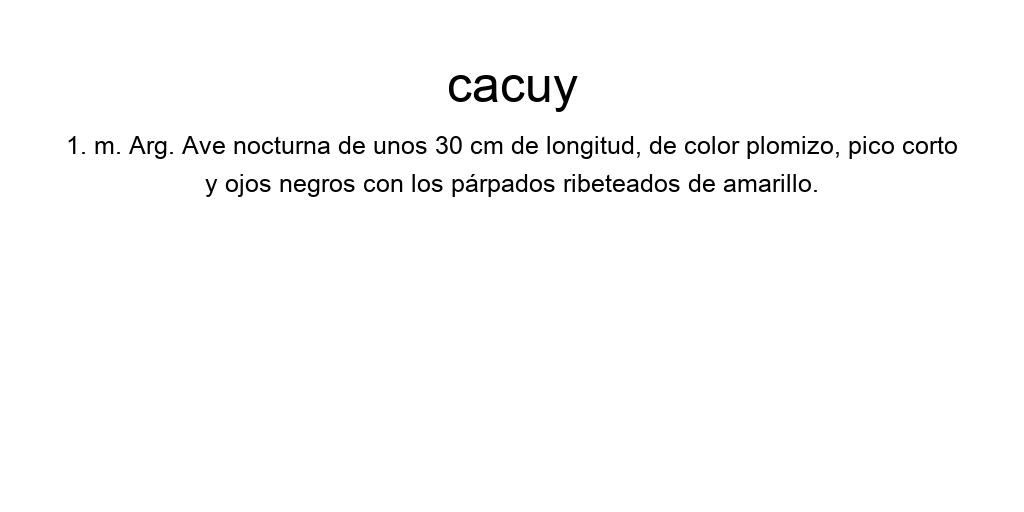 cacuy
1. m. Arg. Ave nocturna de unos 30 cm de longitud, de color plomizo, pico corto
y ojos negros con los párpados ribeteados de amarillo.